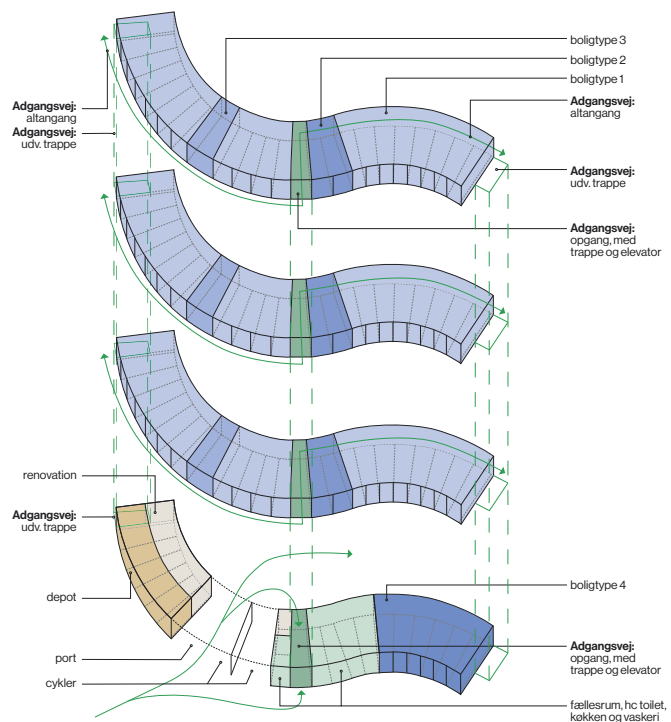 boligtype 3
boligtype 2
boligtype 1
Adgangsvej:
altangang
Adgangsvej:
udv. trappe
Adgangsvej:
altangang
Adgangsvej:
udv. trappe
Adgangsvej:
opgang, med
trappe og elevator
renovation
Adgangsvej:
udv. trappe
depot
port
cykler
boligtype 4
Adgangsvej:
opgang, med
trappe og elevator
fællesrum, hc toilet,
køkken og vaskeri